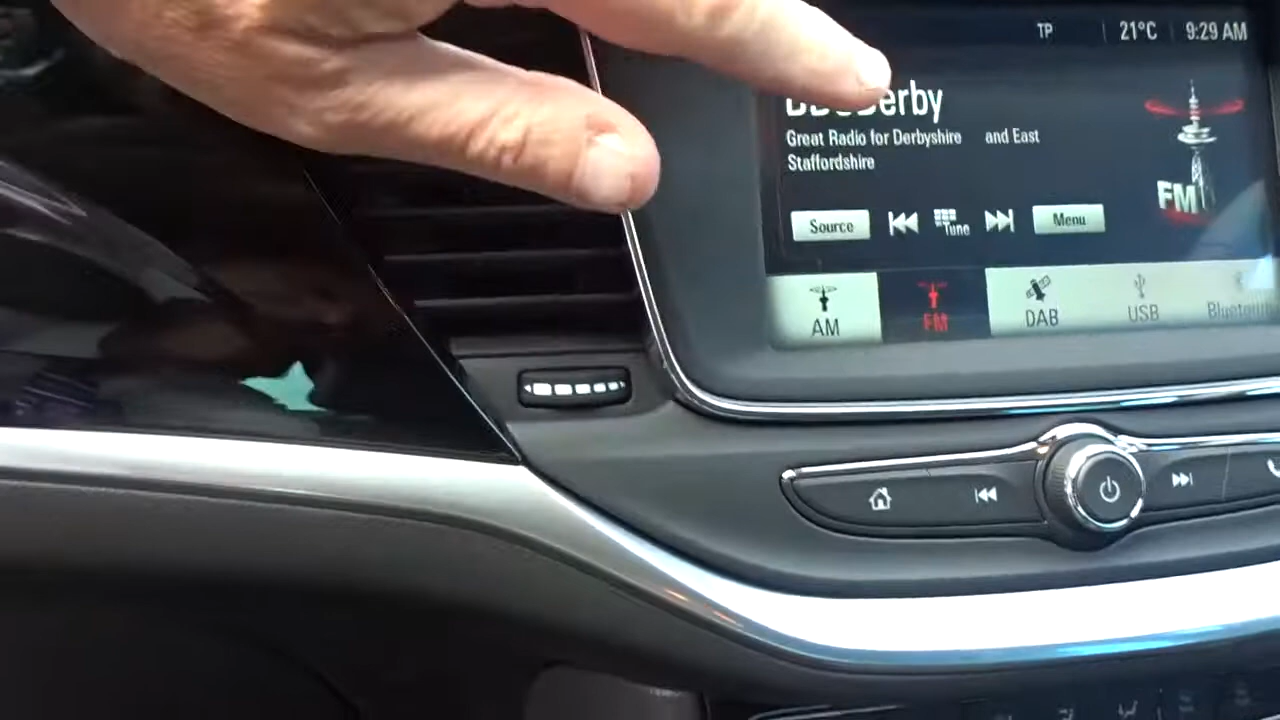 TP 21°C 9:29 AM
Derby
Great Radio for Derbyshire and East
Staffordshire
FM
Source Tune Menu
AM FM DAB USB